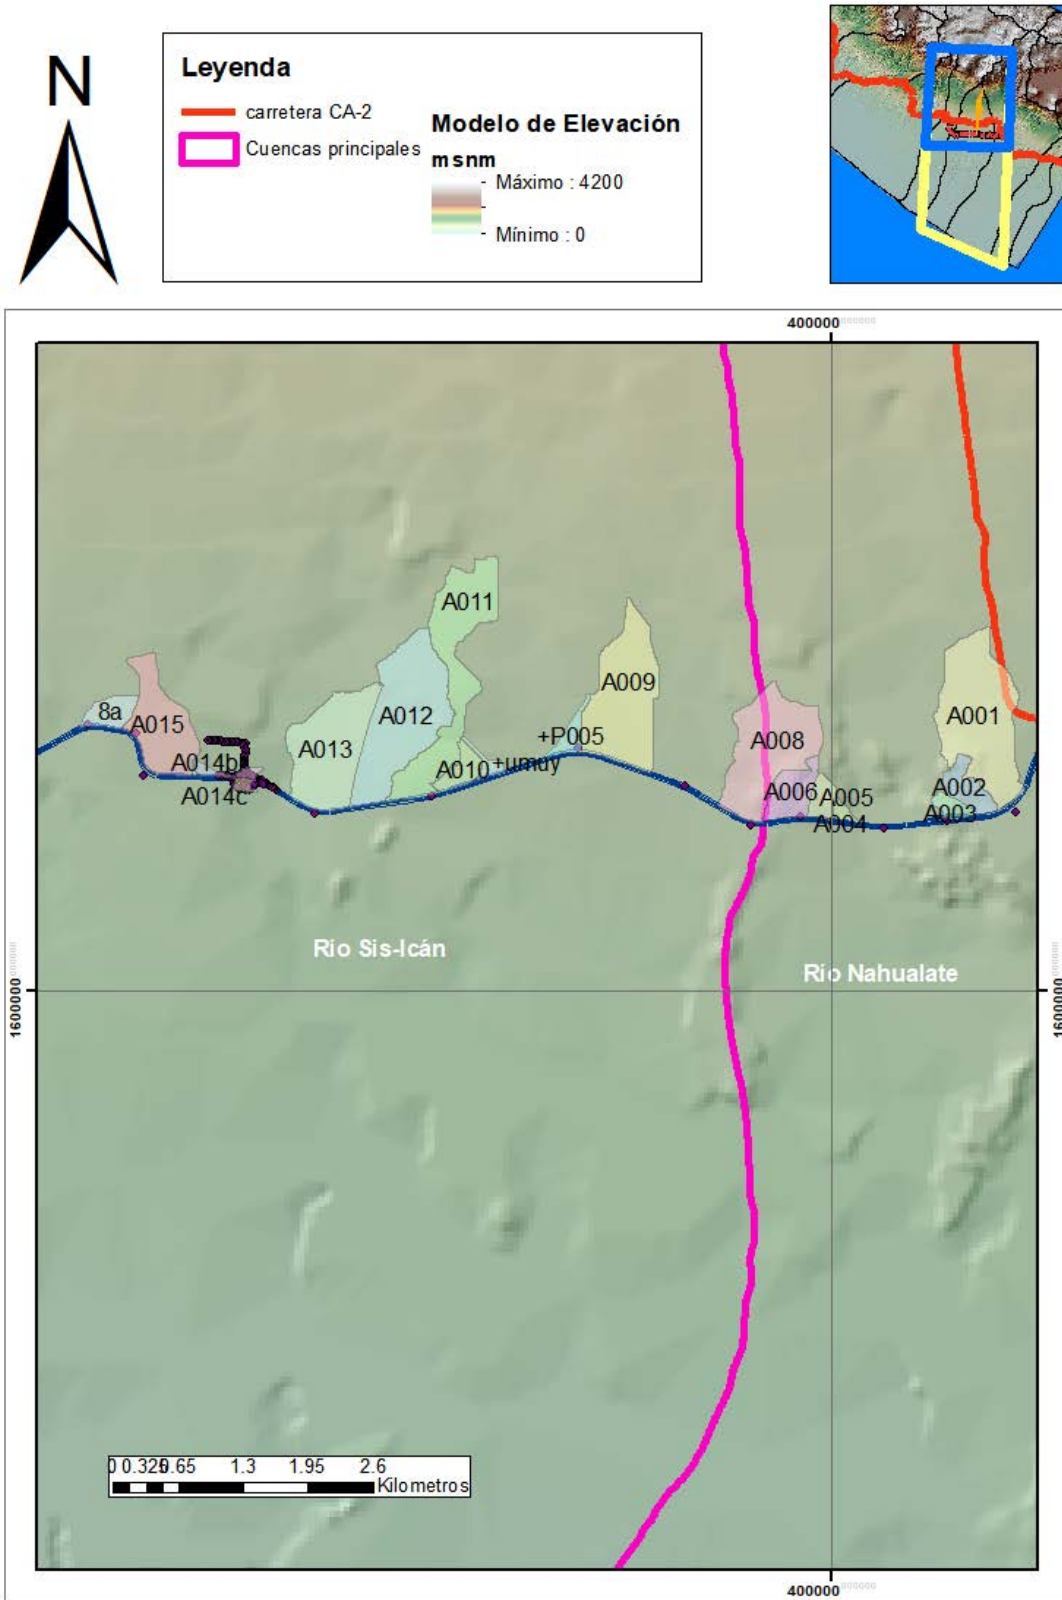 N
Leyenda
carretera CA-2
Cuencas principales
Modelo de Elevación
msnm
Máximo : 4200
Mínimo : 0
400000
A011
A009
A001
8a
A015
A013
A012
A008
+P005
A014b
A010
+umuy
A014c
A006
A005
A002
A004
A003
Río Sis-Icán
Río Nahualate
1600000
1600000
0 0.325 0.65 1.3 1.95 2.6
Kilometros
400000